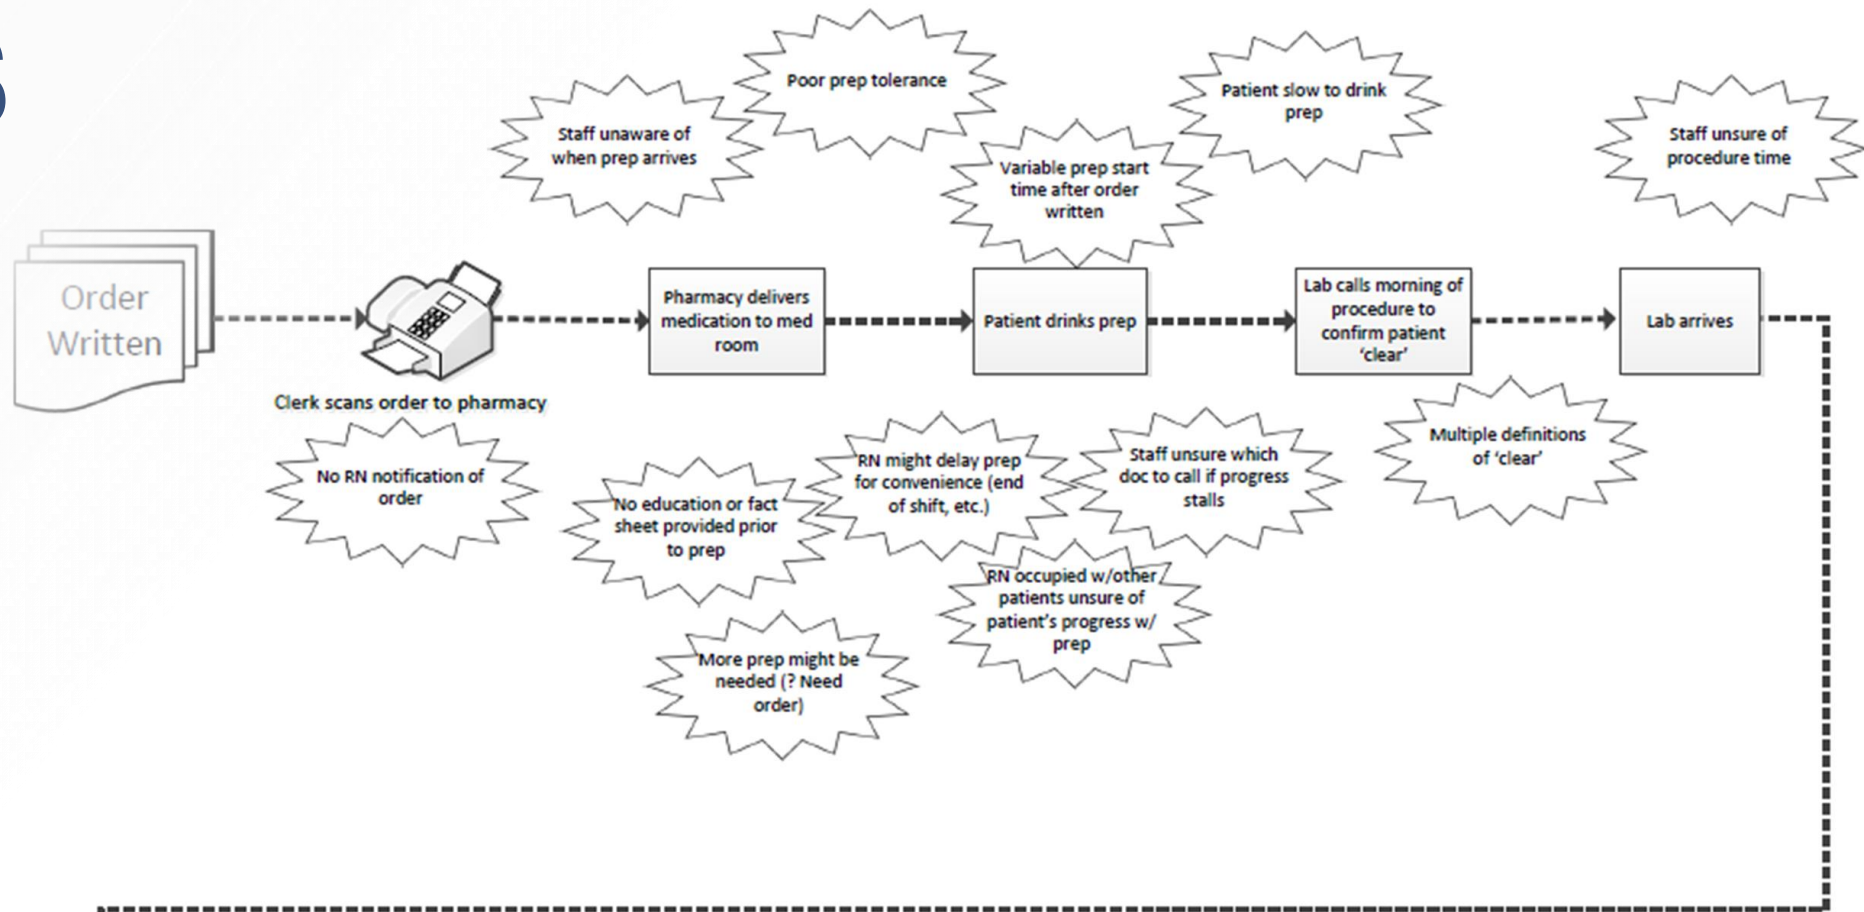 S
Poor prep tolerance
Patient slow to drink
prep
Staff unaware of
when prep arrives
Staff unsure of
procedure time
Variable prep start
time after order
written
Order
Written
Clerk scans order to pharmacy
Pharmacy delivers
medication to med
room
Patient drinks prep
Lab calls morning of
procedure to
confirm patient
‘clear’
Lab arrives
No RN notification of
order
No education or fact
sheet provided prior
to prep
RN might delay prep
for convenience (end
of shift, etc.)
Staff unsure which
doc to call if progress
stalls
Multiple definitions
of ‘clear’
RN occupied w/other
patients unsure of
patient’s progress w/
prep
More prep might be
needed (? Need
order)